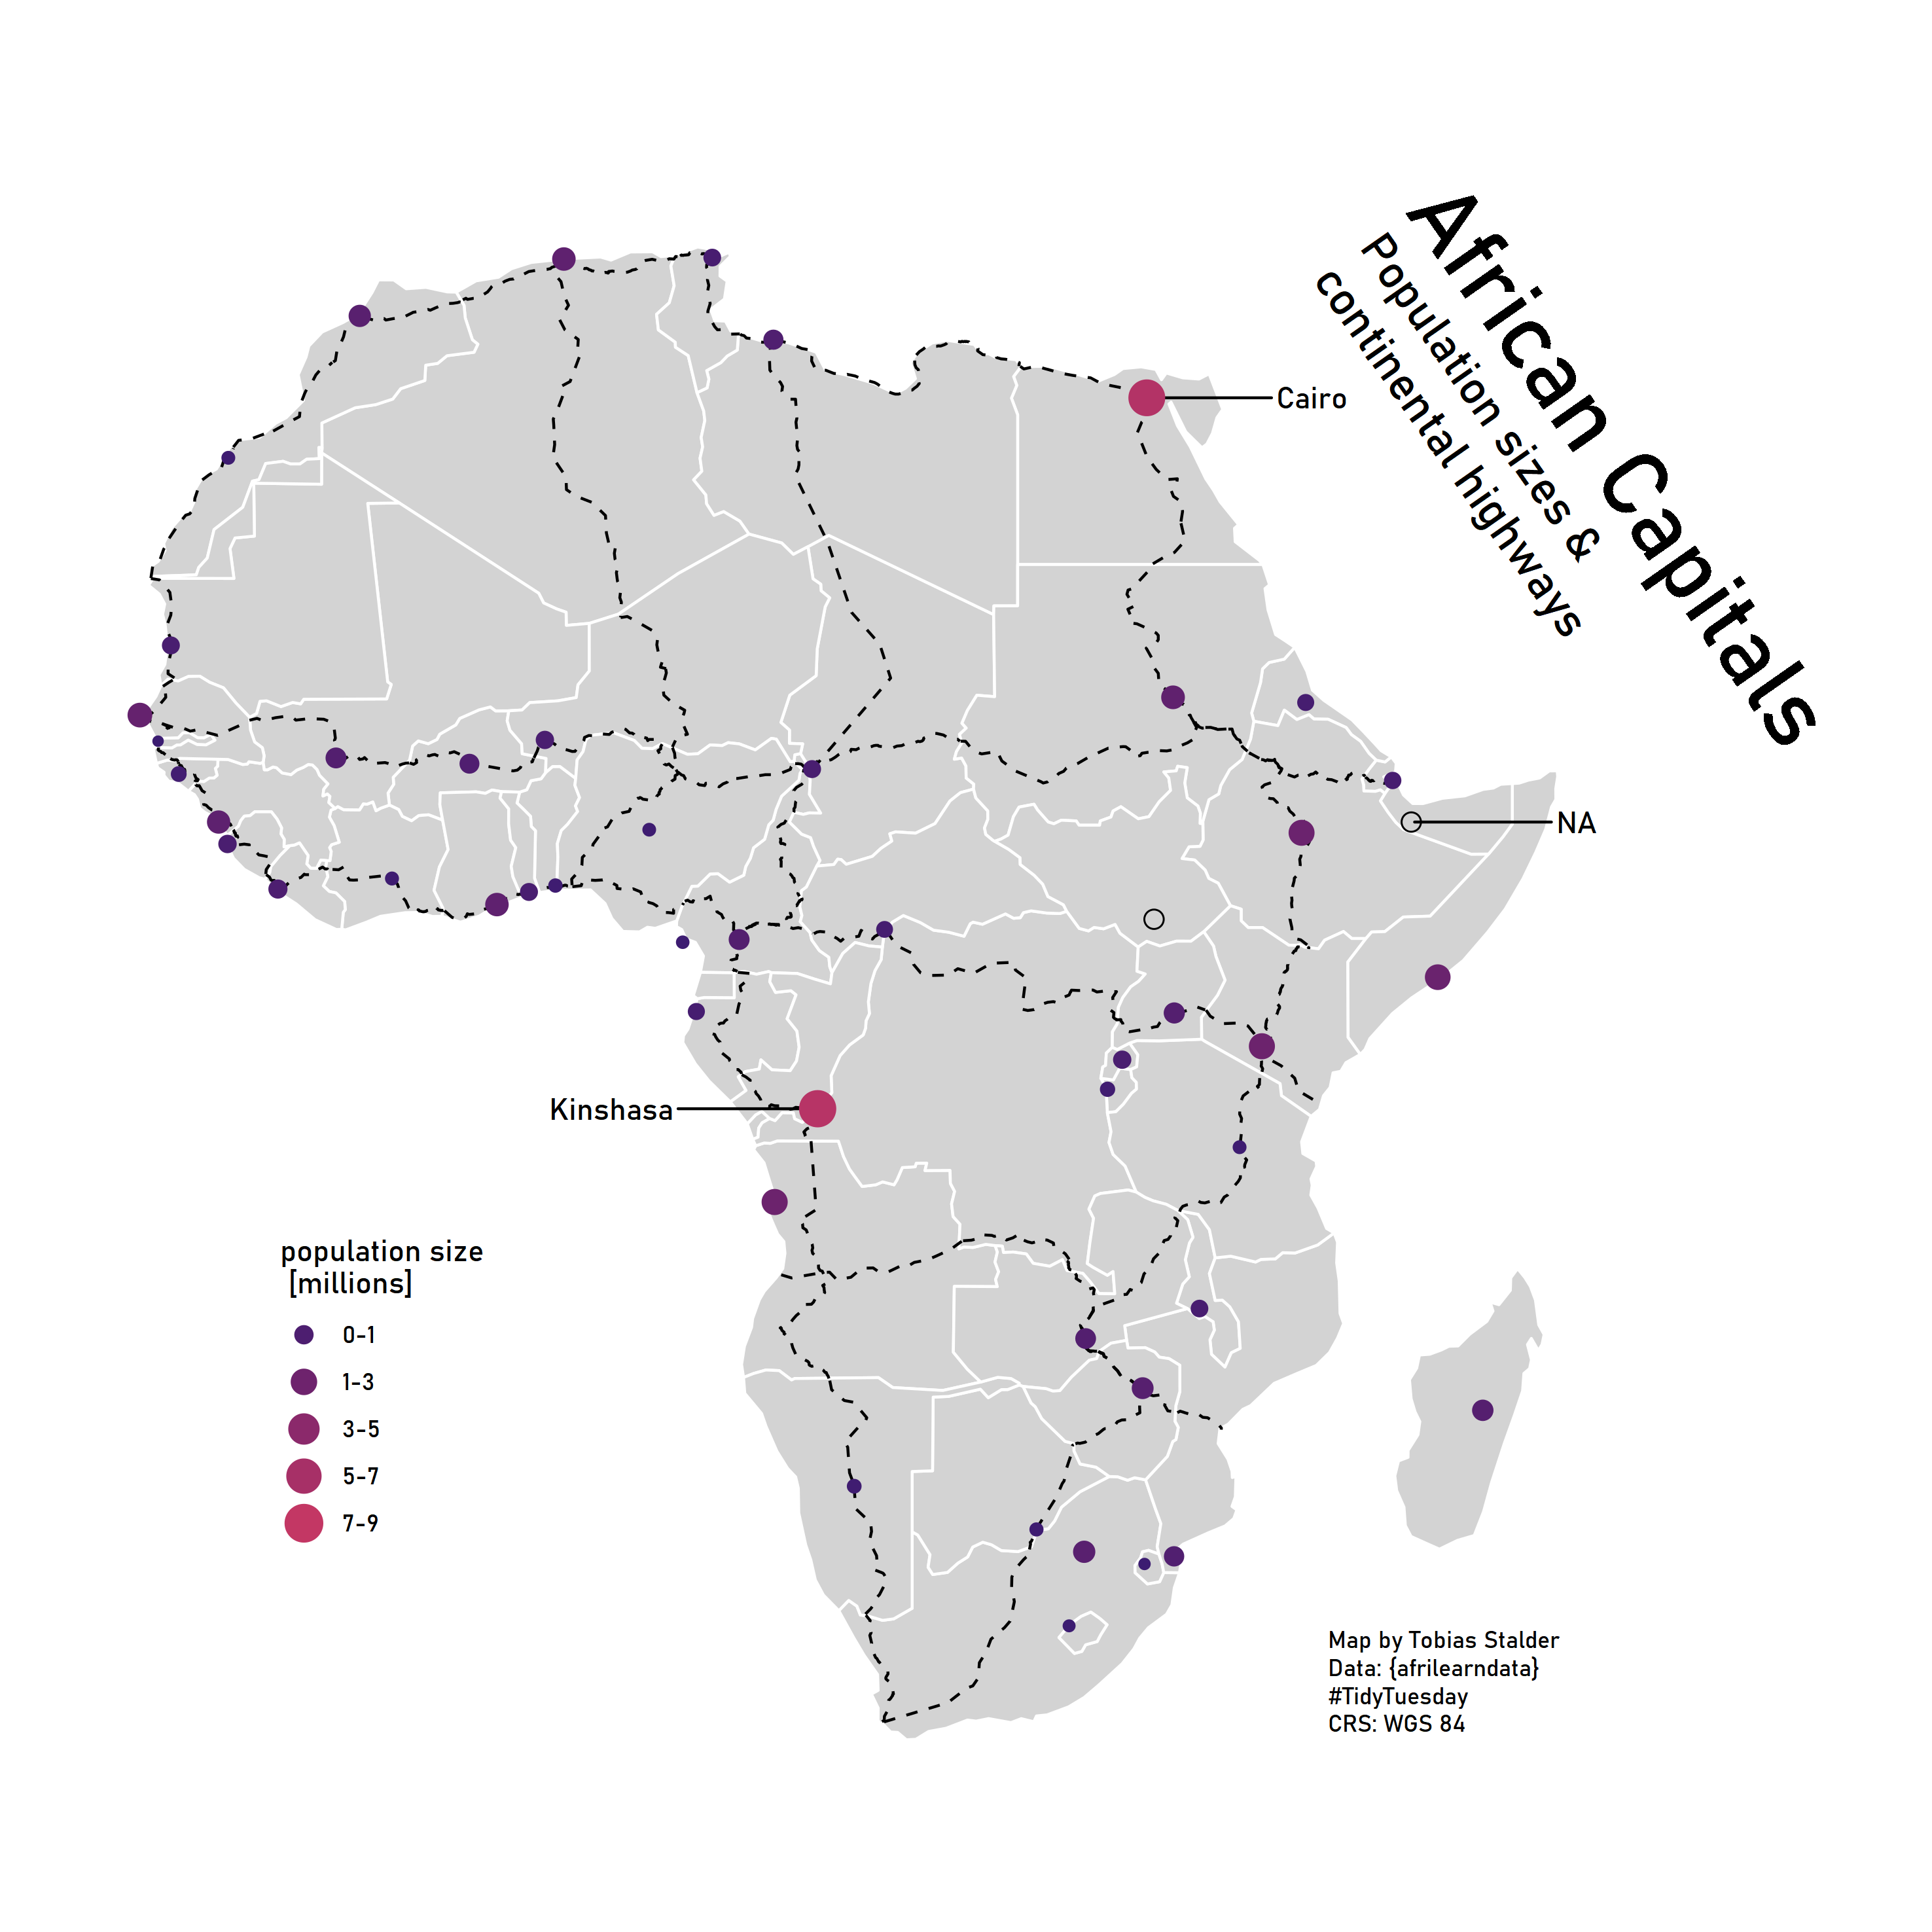 African Capitals
Population sizes &
continental highways
Cairo
NA
Kinshasa
population size
[millions]
0-1
1-3
3-5
5-7
7-9
Map by Tobias Stalder
Data: {afrilearndata}
#TidyTuesday
CRS: WGS 84